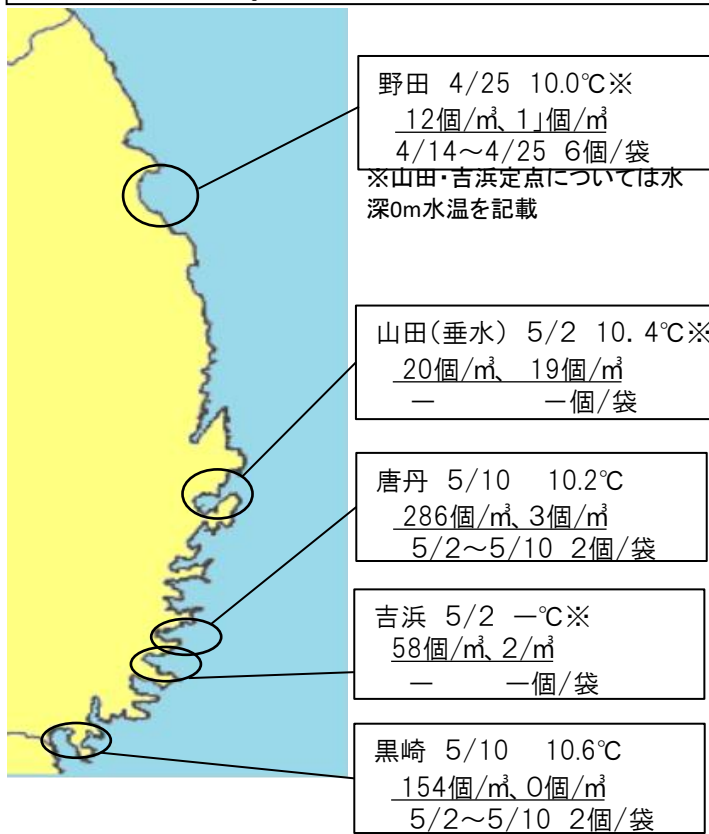 野田 4/25 10.0℃※
12個/㎥、1｣個/㎥
4/14～4/25 6個/袋
※山田・吉浜定点については水
深0m水温を記載
山田(垂水) 5/2 10.4℃※
20個/㎥、 19個/㎥
― ―個/袋
唐丹 5/10 10.2℃
286個/㎥、3個/㎥
5/2～5/10 2個/袋
吉浜 5/2 ―℃※
58個/㎥、2/㎥
― ―個/袋
黒崎 5/10 10.6℃
154個/㎥、0個/㎥
5/2～5/10 2個/袋